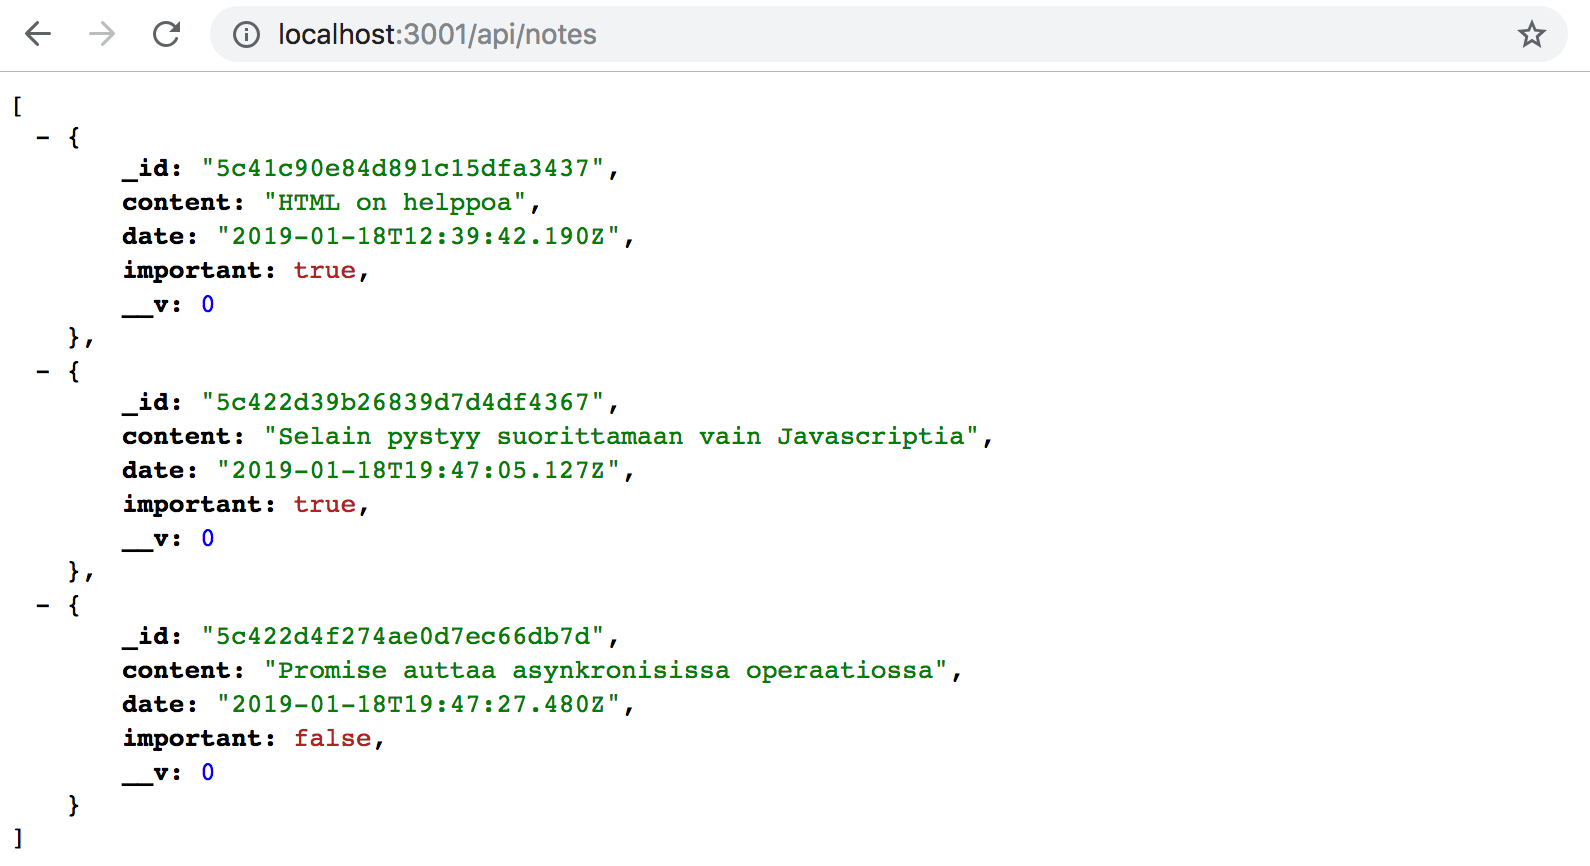 localhost:3001/api/notes
[
- {
_id: "5c41c90e84d891c15dfa3437",
content: "HTML on helppoa",
date: "2019-01-18T12:39:42.190Z",
important: true,
__v: 0
},
- {
_id: "5c422d39b26839d7d4df4367",
content: "Selain pystyy suorittamaan vain Javascriptia",
date: "2019-01-18T19:47:05.127Z",
important: true,
__v: 0
},
- {
_id: "5c422d4f274ae0d7ec66db7d",
content: "Promise auttaa asynkronisissa operaatiossa",
date: "2019-01-18T19:47:27.480Z",
important: false,
__v: 0
}
]